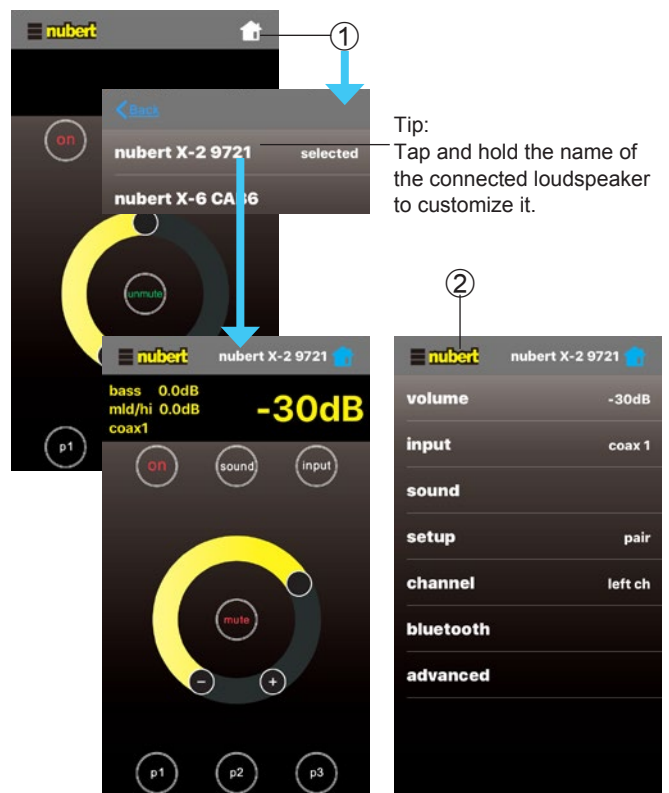 nubert
1
Back
on
nubert X-2 9721 selected
nubert X-6 CA 6
Tip:
Tap and hold the name of
the connected loudspeaker
to customize it.
unmute
p1
nubert nubert X-2 9721
bass 0.0dB
mid/hi 0.0dB
coax1
-30dB
on sound input
mute
− +
p1 p2 p3
2
nubert nubert X-2 9721
volume -30dB
input coax 1
sound
setup pair
channel left ch
bluetooth
advanced